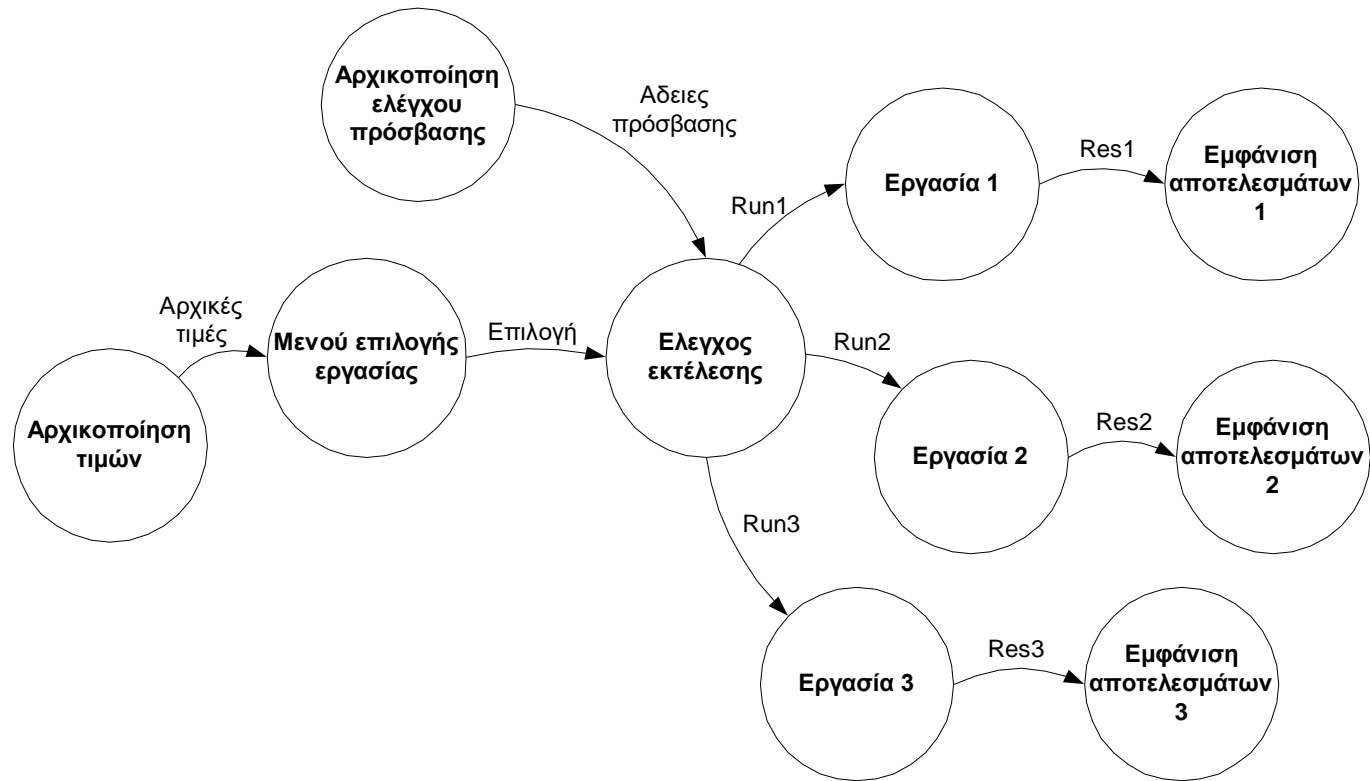 Αρχικοποίηση
ελέγχου
πρόσβασης
Αδειες
πρόσβασης
Run1
Εργασία 1
Res1
Εμφάνιση
αποτελεσμάτων
1
Αρχικές
τιμές
Μενού επιλογής
εργασίας
Επιλογή
Ελεγχος
εκτέλεσης
Run2
Αρχικοποίηση
τιμών
Εργασία 2
Res2
Εμφάνιση
αποτελεσμάτων
2
Run3
Εργασία 3
Res3
Εμφάνιση
αποτελεσμάτων
3